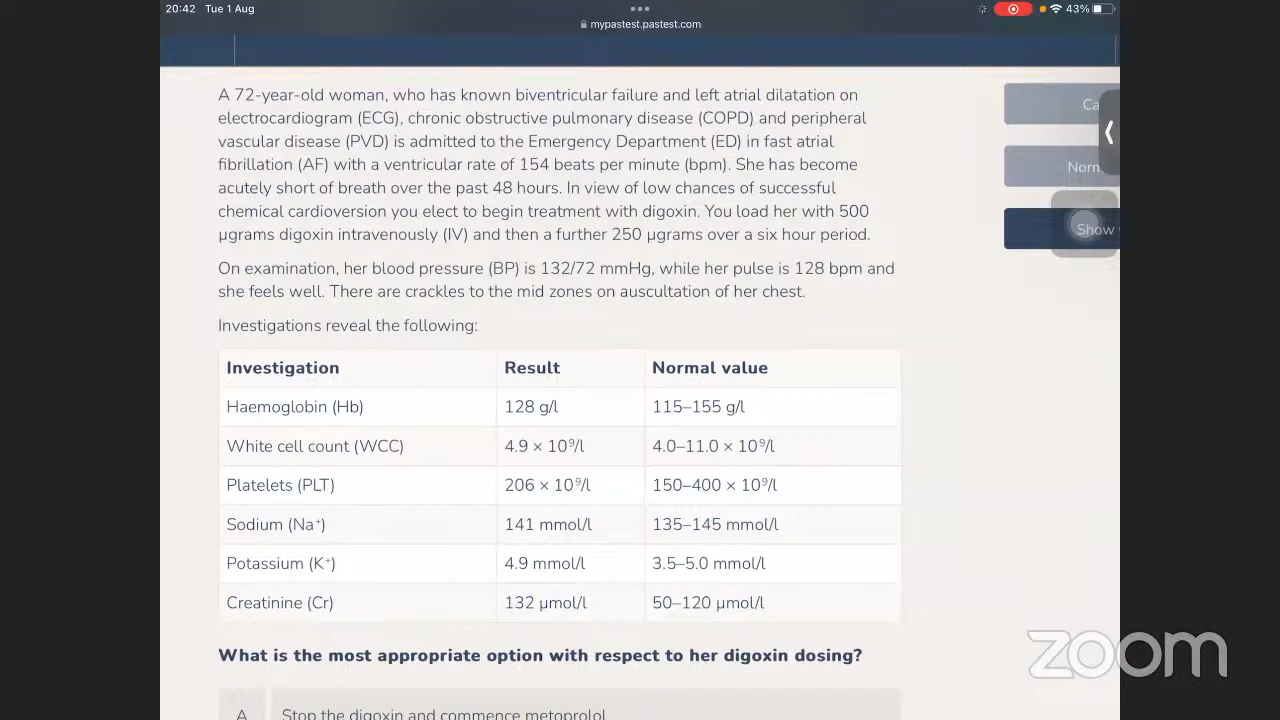 20:42 Tue 1 Aug
mypastest.pastest.com
43%
A 72-year-old woman, who has known biventricular failure and left atrial dilatation on
electrocardiogram (ECG), chronic obstructive pulmonary disease (COPD) and peripheral
vascular disease (PVD) is admitted to the Emergency Department (ED) in fast atrial
fibrillation (AF) with a ventricular rate of 154 beats per minute (bpm). She has become
acutely short of breath over the past 48 hours. In view of low chances of successful
chemical cardioversion you elect to begin treatment with digoxin. You load her with 500
μgrams digoxin intravenously (IV) and then a further 250 μgrams over a six hour period.
On examination, her blood pressure (BP) is 132/72 mmHg, while her pulse is 128 bpm and
she feels well. There are crackles to the mid zones on auscultation of her chest.
Investigations reveal the following:
Investigation Result Normal value
Haemoglobin (Hb) 128 g/l 115–155 g/l
White cell count (WCC) 4.9 × 10⁹/l 4.0–11.0 × 10⁹/l
Platelets (PLT) 206 × 10⁹/l 150–400 × 10⁹/l
Sodium (Na⁺) 141 mmol/l 135–145 mmol/l
Potassium (K⁺) 4.9 mmol/l 3.5–5.0 mmol/l
Creatinine (Cr) 132 μmol/l 50–120 μmol/l
What is the most appropriate option with respect to her digoxin dosing?
A Stop the digoxin and commence metoprolol
Ca
Norm
Show
zoom